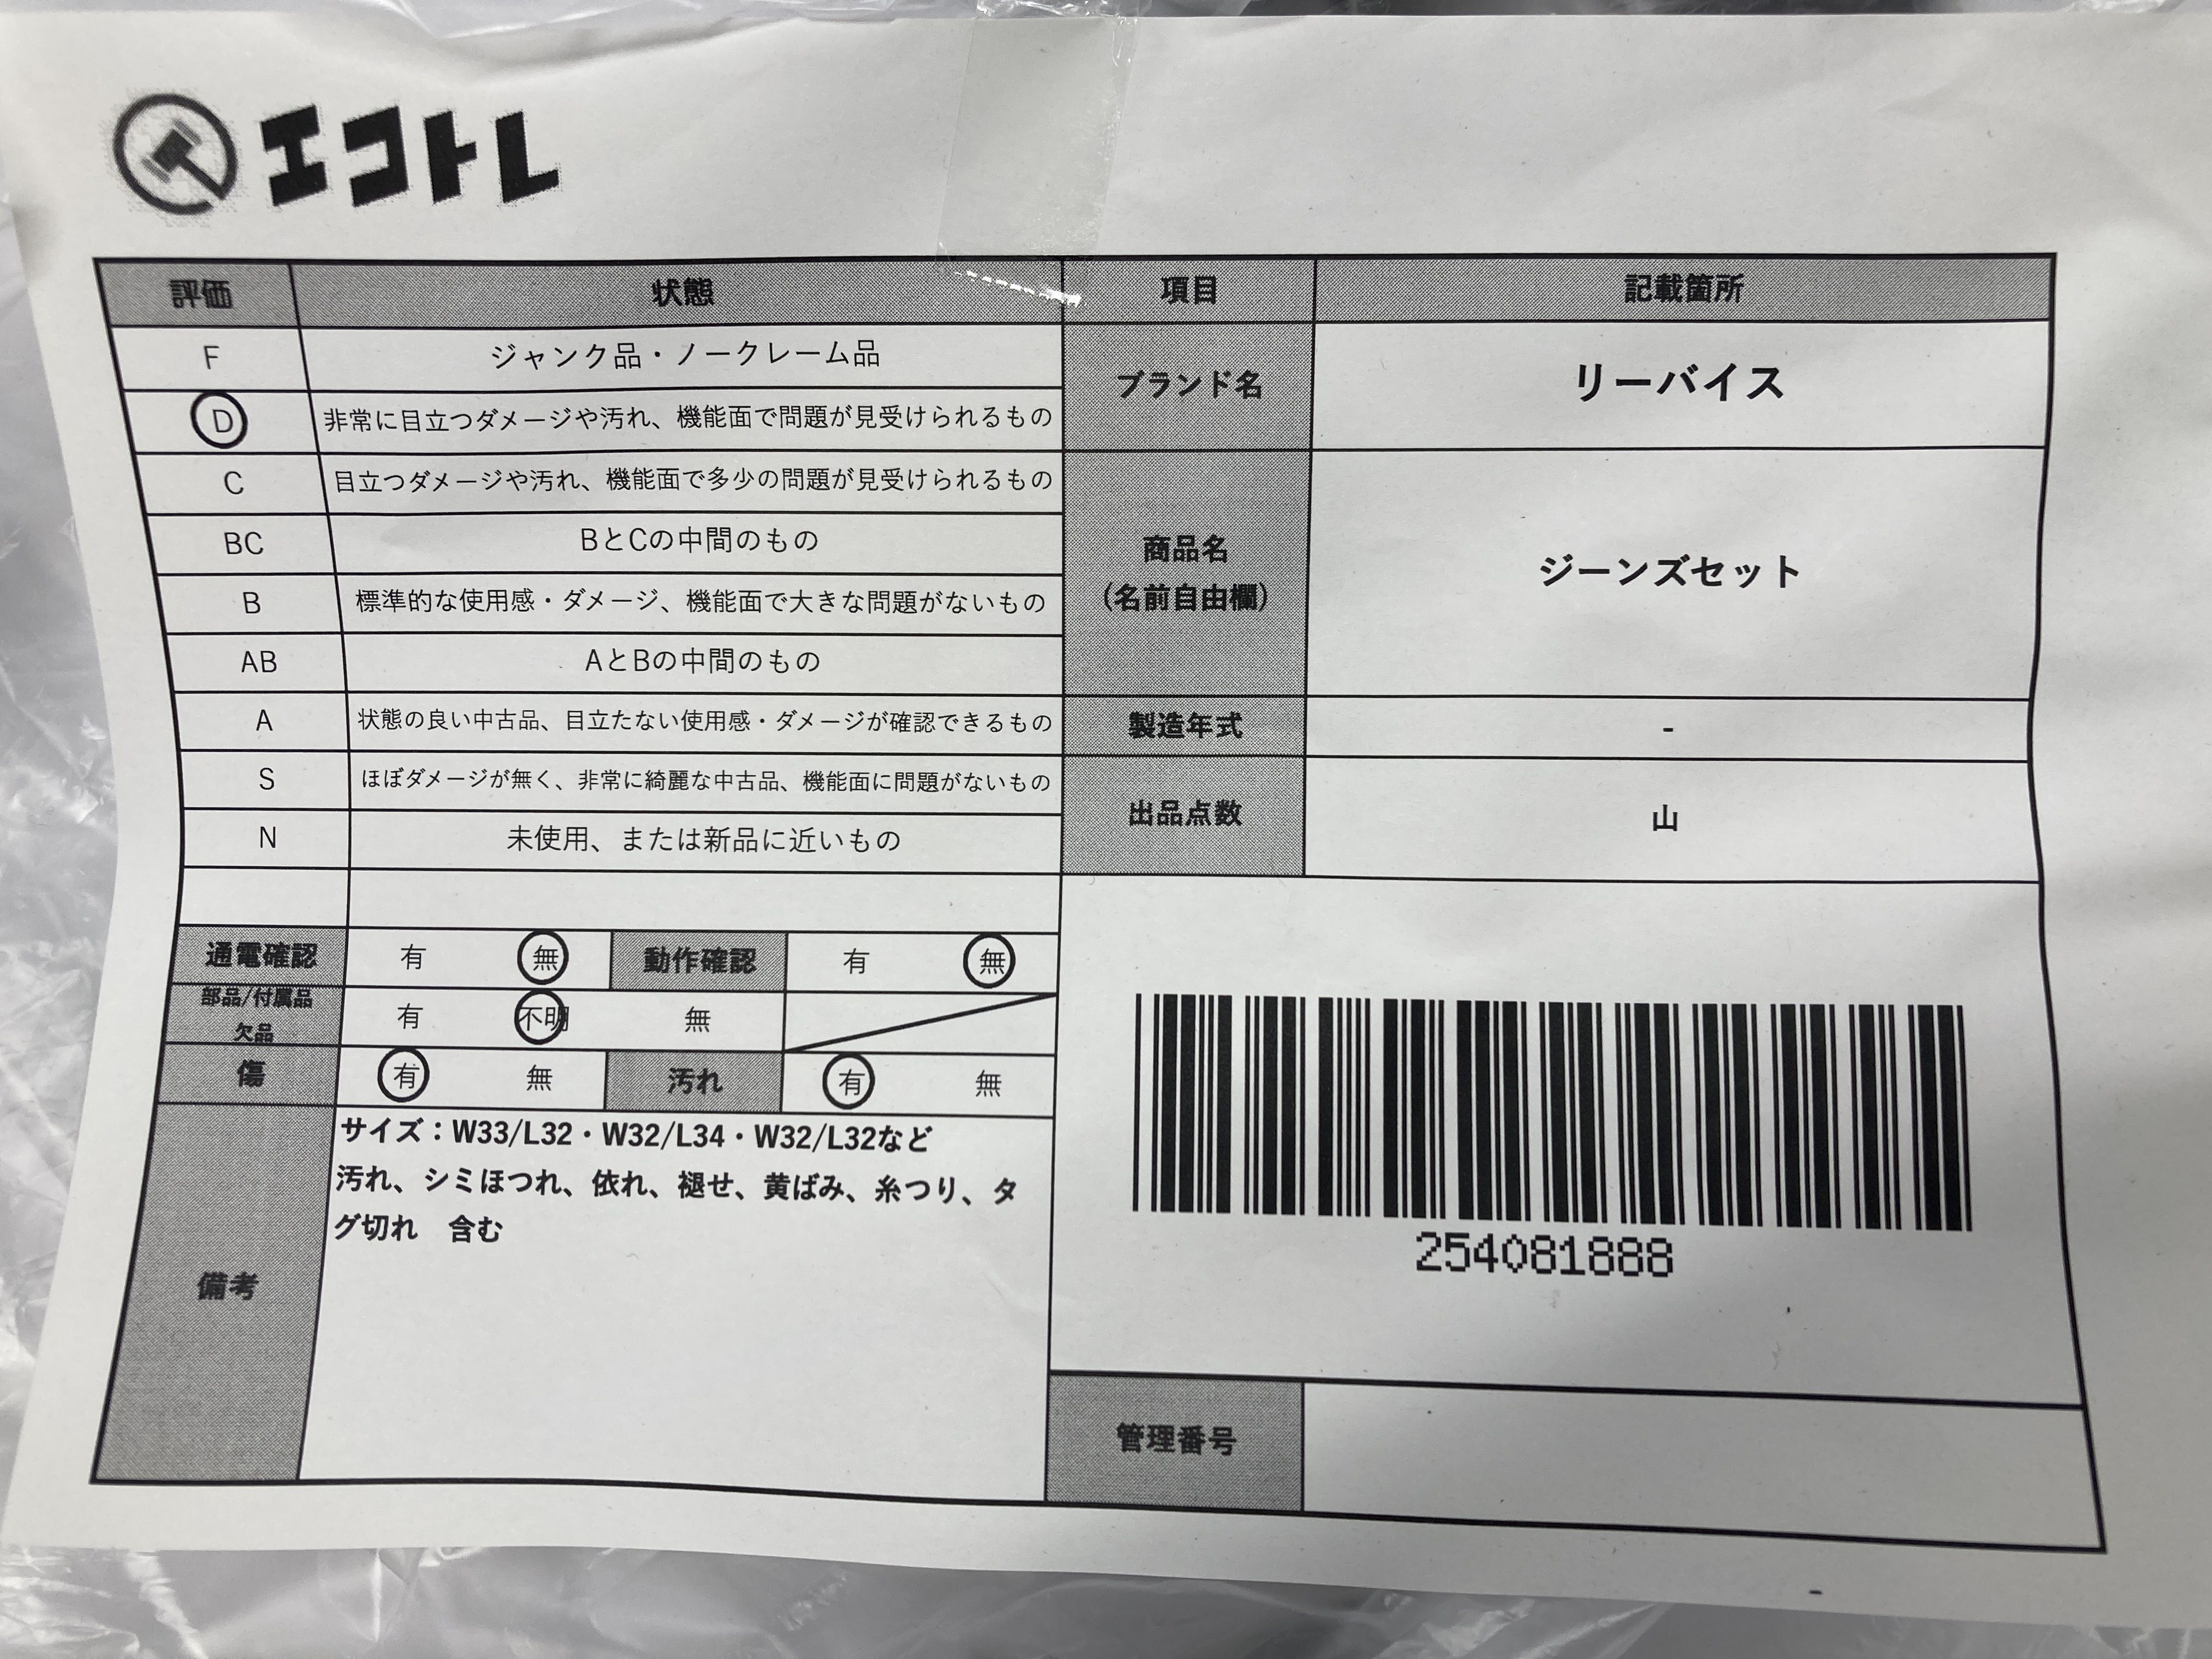 エコトレ
評価 状態 項目 記載箇所
F ジャンク品・ノークレーム品
D 非常に目立つダメージや汚れ、機能面で問題が見受けられるもの
ブランド名 リーバイス
C 目立つダメージや汚れ、機能面で多少の問題が見受けられるもの
BC BとCの中間のもの
B 標準的な使用感・ダメージ、機能面で大きな問題がないもの
商品名
(名前自由欄)
ジーンズセット
AB AとBの中間のもの
A 状態の良い中古品、目立たない使用感・ダメージが確認できるもの
製造年式 -
S ほぼダメージが無く、非常に綺麗な中古品、機能面に問題がないもの
N 未使用、または新品に近いもの
出品点数 山
通電確認 有 無 動作確認 有 無
部品/付属品
欠品
有 不明 無
傷 有 無 汚れ 有 無
備考
サイズ：W33/L32・W32/L34・W32/L32など
汚れ、シミほつれ、依れ、褪せ、黄ばみ、糸つり、タ
グ切れ　含む
254081888
管理番号